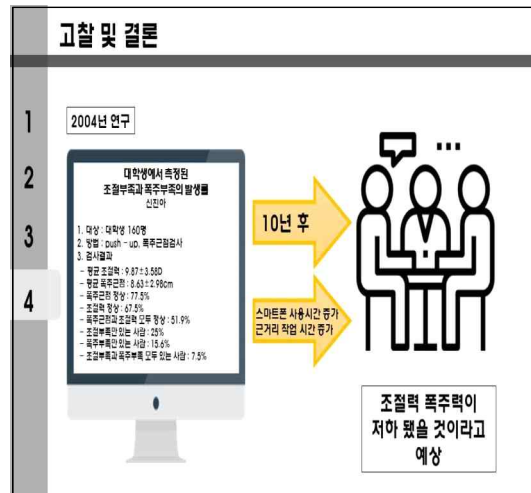 고찰 및 결론
1
2
3
4
2004년 연구
대학생에서 측정된
조절부족과 폭주부족의 발생률
신진아
1. 대상 : 대학생 160명
2. 방법 : push - up, 폭주근점검사
3. 검사결과
- 평균 조절력 : 9.87±3.58D
- 평균 폭주근점 : 8.63±2.98cm
- 폭주근점 정상 : 77.5%
- 조절력 정상 : 67.5%
- 폭주근점과 조절력 모두 정상 : 51.9%
- 조절부족만 있는 사람 : 25%
- 폭주부족만 있는 사람 : 15.6%
- 조절부족과 폭주부족 모두 있는 사람 : 7.5%
10년 후
스마트폰 사용시간 증가
근거리 작업 시간 증가
...
조절력 폭주력이
저하 됐을 것이라고
예상